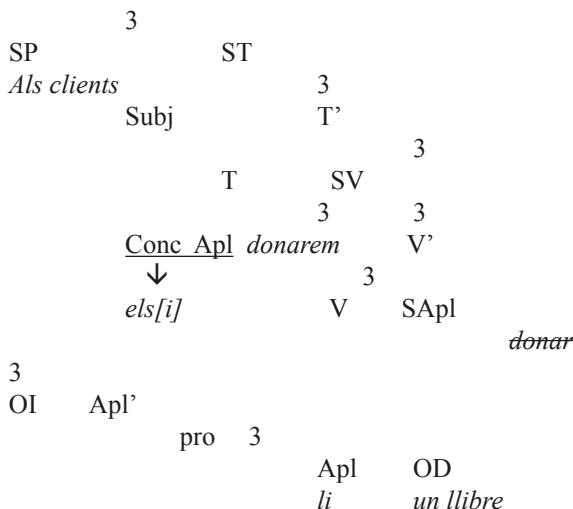 3
SP ST
Als clients 3
Subj T’
3
T SV
3 3
Conc Apl donarem V’
↓ 3
els[i] V SApl
donar
3
OI Apl’
pro 3
Apl OD
li un llibre